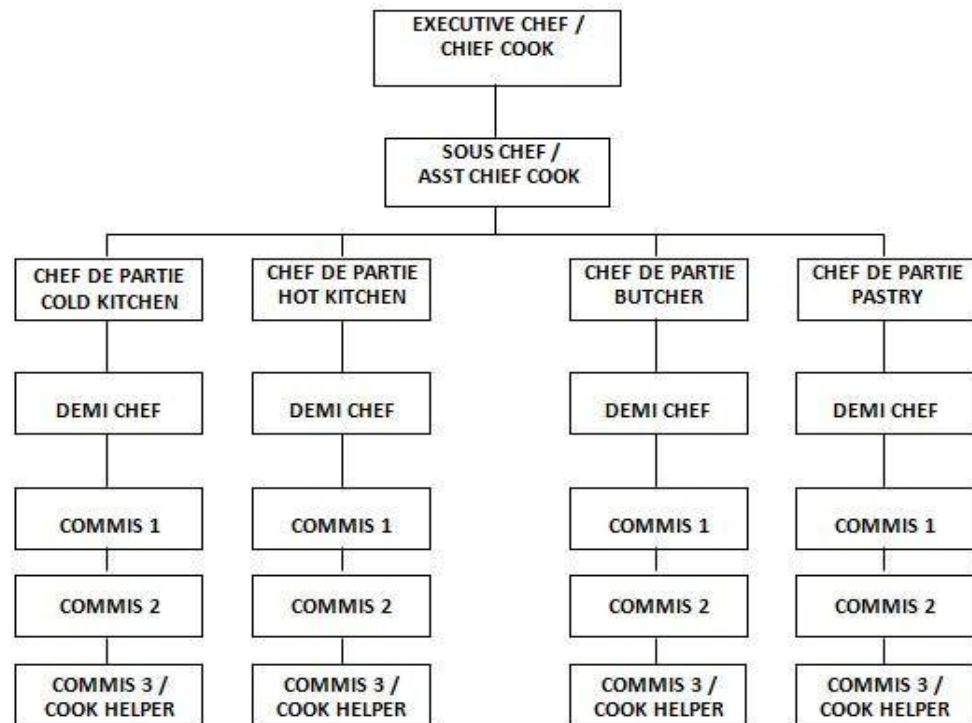 EXECUTIVE CHEF /
CHIEF COOK
SOUS CHEF /
ASST CHIEF COOK
CHEF DE PARTIE
COLD KITCHEN
CHEF DE PARTIE
HOT KITCHEN
CHEF DE PARTIE
BUTCHER
CHEF DE PARTIE
PASTRY
DEMI CHEF
DEMI CHEF
DEMI CHEF
DEMI CHEF
COMMIS 1
COMMIS 1
COMMIS 1
COMMIS 1
COMMIS 2
COMMIS 2
COMMIS 2
COMMIS 2
COMMIS 3 /
COOK HELPER
COMMIS 3 /
COOK HELPER
COMMIS 3 /
COOK HELPER
COMMIS 3 /
COOK HELPER